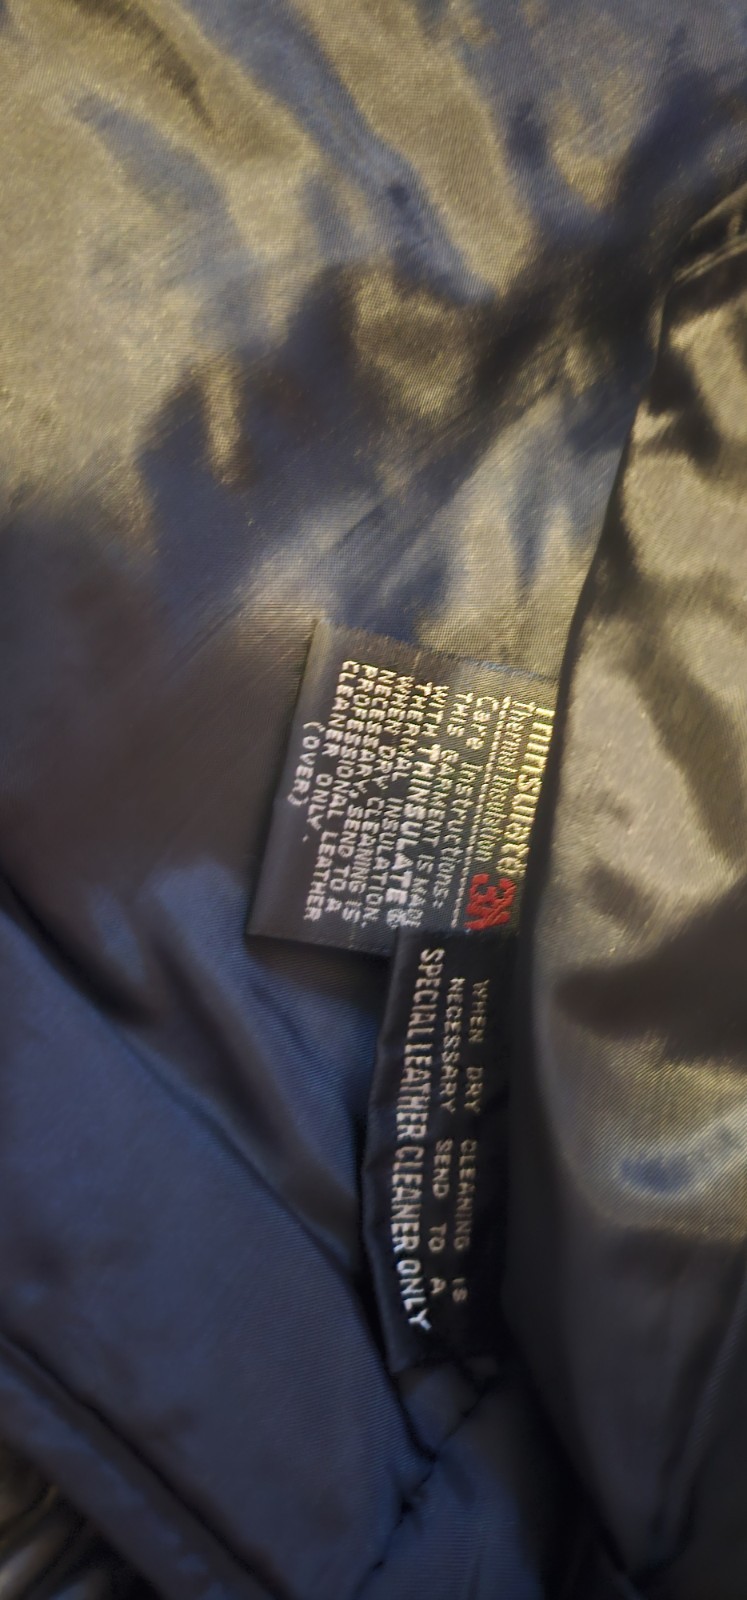 Thinsulate 3M
Thermal Insulation
Care Instructions:
THIS GARMENT IS MADE
WITH THINSULATE®
THERMAL INSULATION.
WHEN DRY CLEANING IS
NECESSARY, SEND TO A
PROFESSIONAL LEATHER
CLEANER ONLY.
(OVER)
WHEN DRY CLEANING IS
NECESSARY SEND TO A
SPECIAL LEATHER CLEANER ONLY